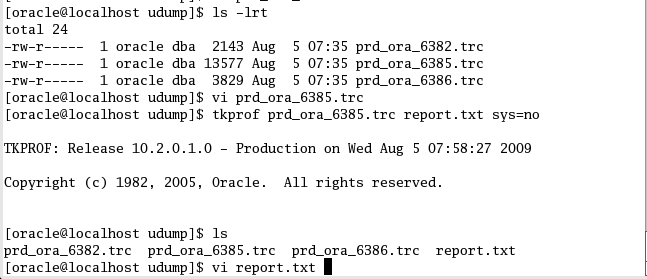 [oracle@localhost udump]$ ls -lrt
total 24
-rw-r----- 1 oracle dba 2143 Aug 5 07:35 prd_ora_6382.trc
-rw-r----- 1 oracle dba 13577 Aug 5 07:35 prd_ora_6385.trc
-rw-r----- 1 oracle dba 3829 Aug 5 07:35 prd_ora_6386.trc
[oracle@localhost udump]$ vi prd_ora_6385.trc
[oracle@localhost udump]$ tkprof prd_ora_6385.trc report.txt sys=no
TKPROF: Release 10.2.0.1.0 - Production on Wed Aug 5 07:58:27 2009
Copyright (c) 1982, 2005, Oracle. All rights reserved.
[oracle@localhost udump]$ ls
prd_ora_6382.trc prd_ora_6385.trc prd_ora_6386.trc report.txt
[oracle@localhost udump]$ vi report.txt